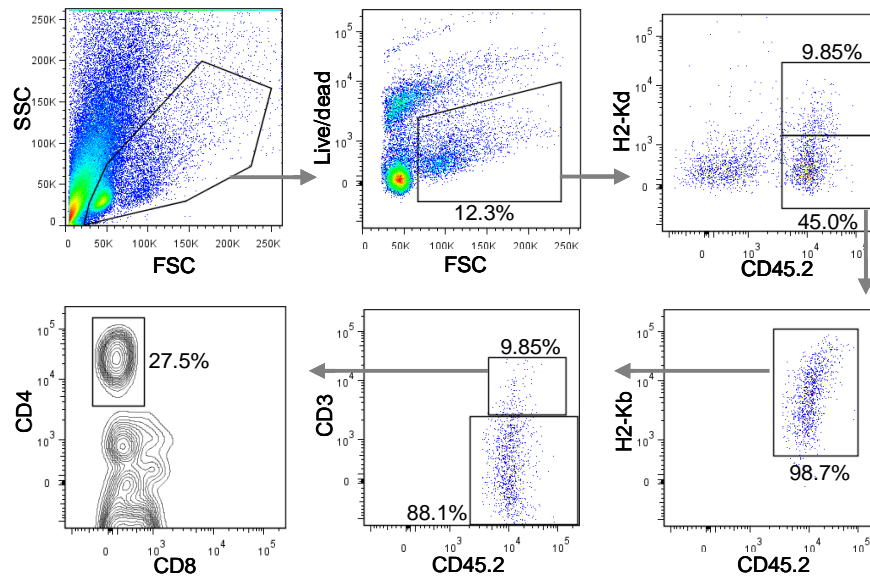 250K
200K
150K
100K
50K
0
SSC
0 50K 100K 150K 200K 250K
FSC
10^5
10^4
10^3
0
Live/dead
12.3%
0 50K 100K 150K 200K 250K
FSC
9.85%
10^5
10^4
10^3
0
H2-Kd
45.0%
0 10^3 10^4 10^5
CD45.2
10^5
10^4
10^3
0
CD4
27.5%
0 10^3 10^4 10^5
CD8
9.85%
10^5
10^4
10^3
0
CD3
88.1%
0 10^3 10^4 10^5
CD45.2
10^5
10^4
10^3
0
H2-Kb
98.7%
0 10^3 10^4 10^5
CD45.2